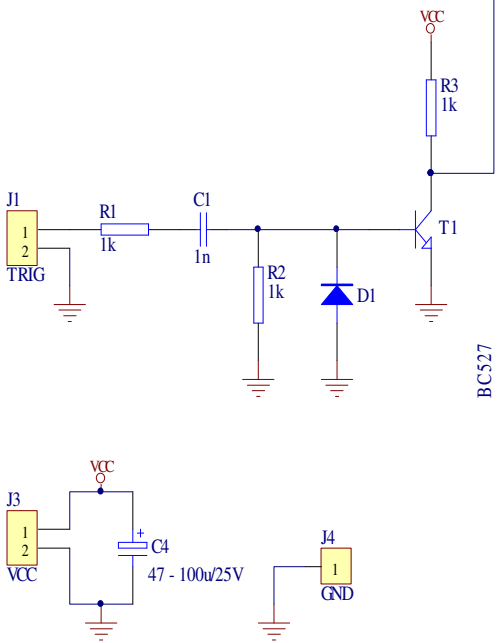 VCC
R3
1k
J1
1
2
TRIG
R1
1k
C1
1n
T1
R2
1k
D1
BC527
VCC
J3
1
2
VCC
C4
47 - 100u/25V
J4
1
GND